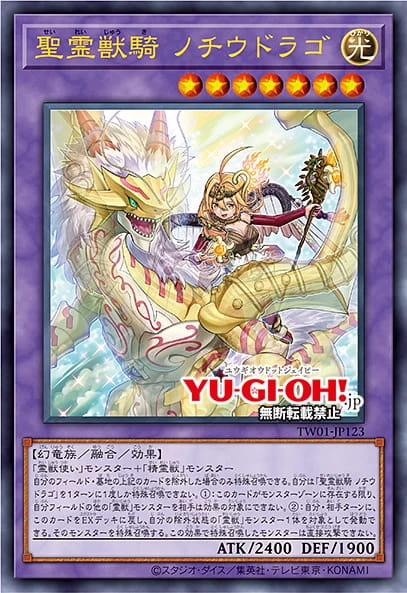 聖霊獣騎 ノチウドラゴ
光
ユウギオウドットジェイピー
YU-GI-OH!.jp
無断転載禁止
TW01-JP123
【幻竜族/融合/効果】
「霊獣使い」モンスター+「精霊獣」モンスター
自分のフィールド・墓地の上記のカードを除外した場合のみ特殊召喚できる。自分は「聖霊獣騎 ノチウ
ドラゴ」を1ターンに1度しか特殊召喚できない。①:このカードがモンスターゾーンに存在する限り、
自分フィールドの他の「霊獣」モンスターを相手は効果の対象にできない。②:自分・相手ターンに、
このカードをEXデッキに戻し、自分の除外状態の「霊獣」モンスター1体を対象として発動で
きる。そのモンスターを特殊召喚する。この効果で特殊召喚したモンスターは直接攻撃できない。
ATK/2400 DEF/1900
©スタジオ・ダイス/集英社・テレビ東京・KONAMI